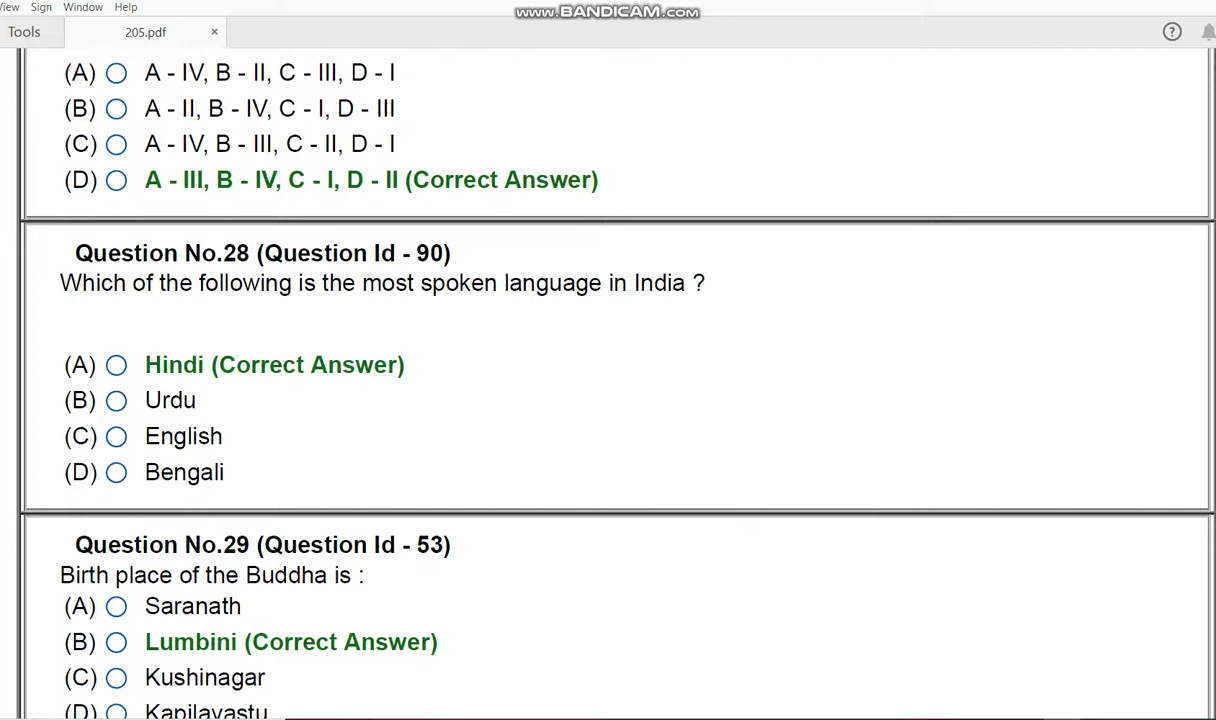 View Sign Window Help
www.BANDICAM.com
Tools 205.pdf × ?
(A) A - IV, B - II, C - III, D - I
(B) A - II, B - IV, C - I, D - III
(C) A - IV, B - III, C - II, D - I
(D) A - III, B - IV, C - I, D - II (Correct Answer)
Question No.28 (Question Id - 90)
Which of the following is the most spoken language in India ?
(A) Hindi (Correct Answer)
(B) Urdu
(C) English
(D) Bengali
Question No.29 (Question Id - 53)
Birth place of the Buddha is :
(A) Saranath
(B) Lumbini (Correct Answer)
(C) Kushinagar
(D) Kapilavastu